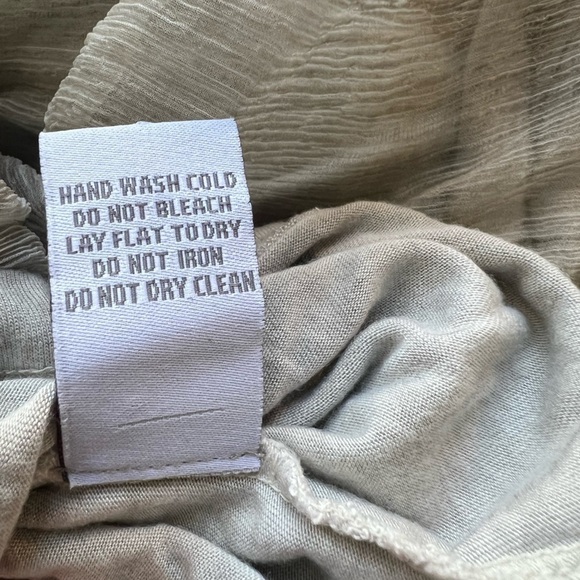 HAND WASH COLD
DO NOT BLEACH
LAY FLAT TO DRY
DO NOT IRON
DO NOT DRY CLEAN